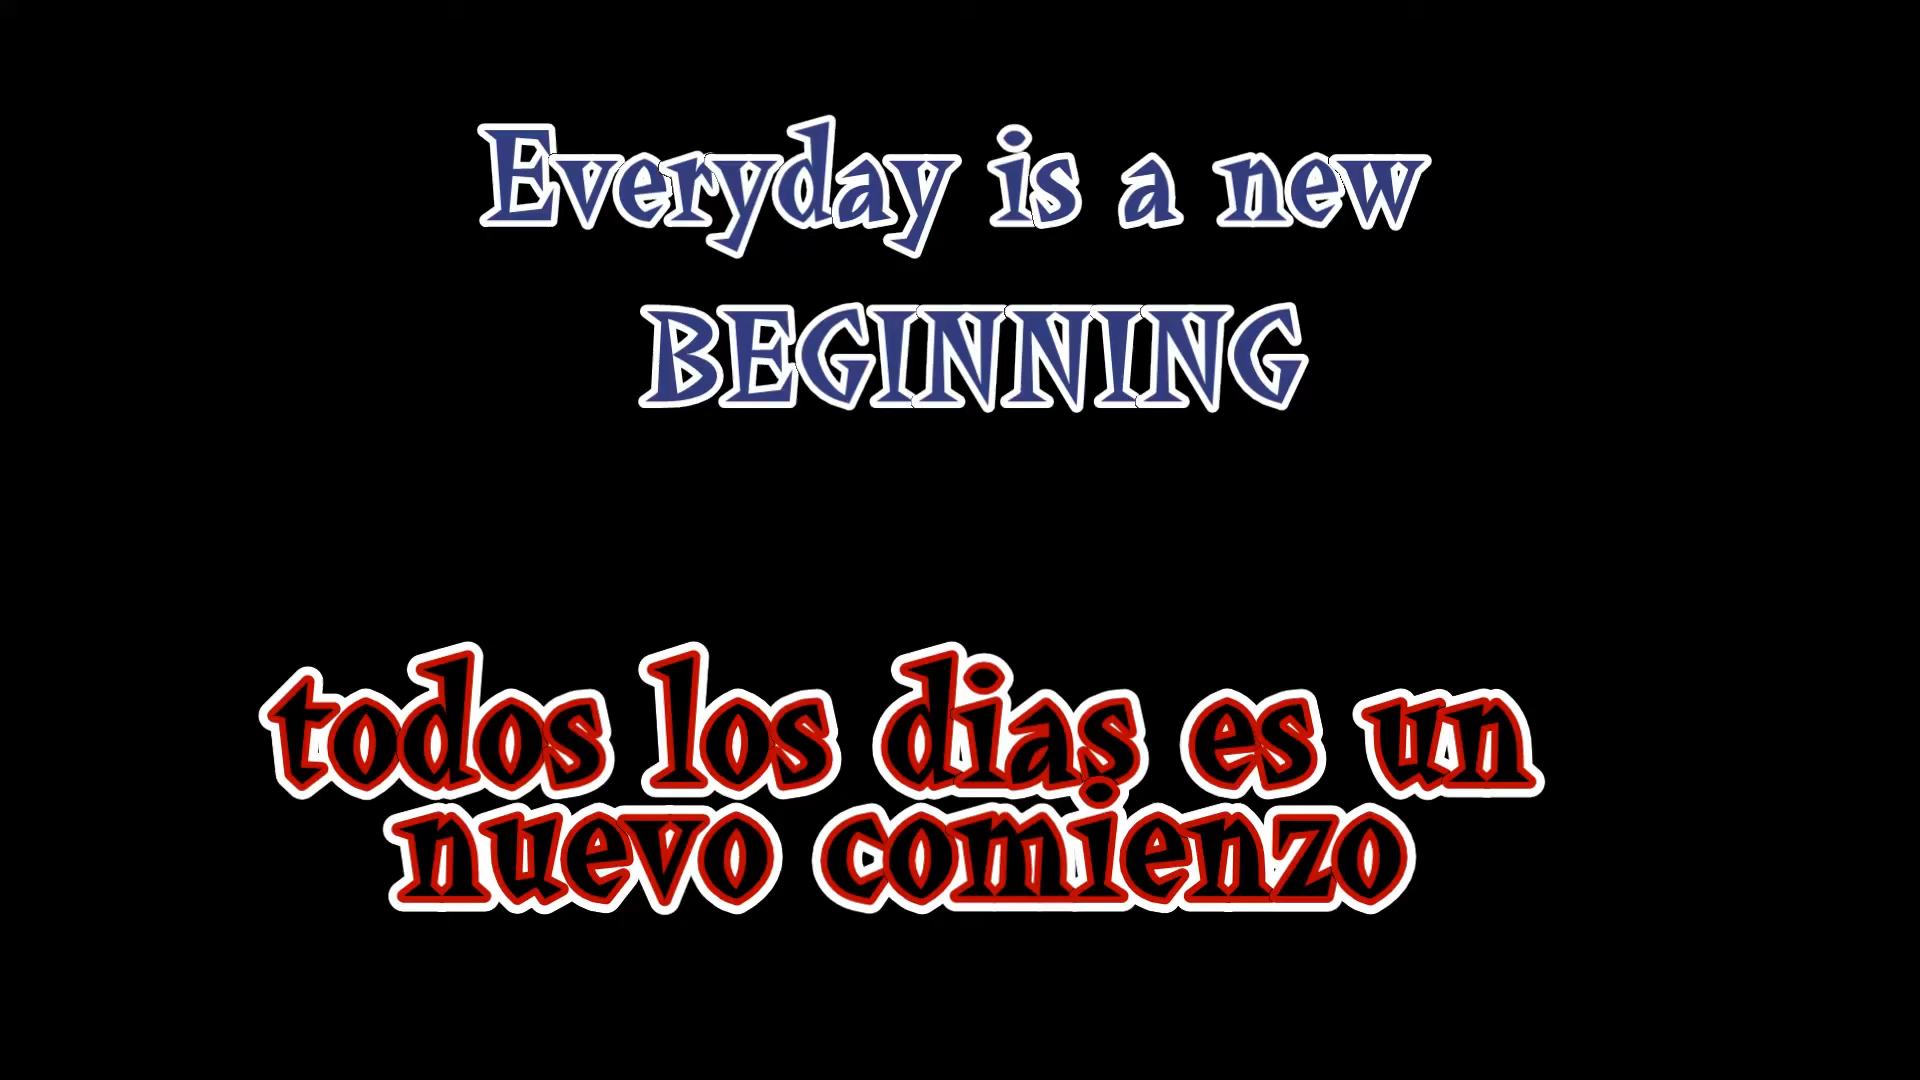 Everyday is a new
BEGINNING
todos los dias es un
nuevo comienzo